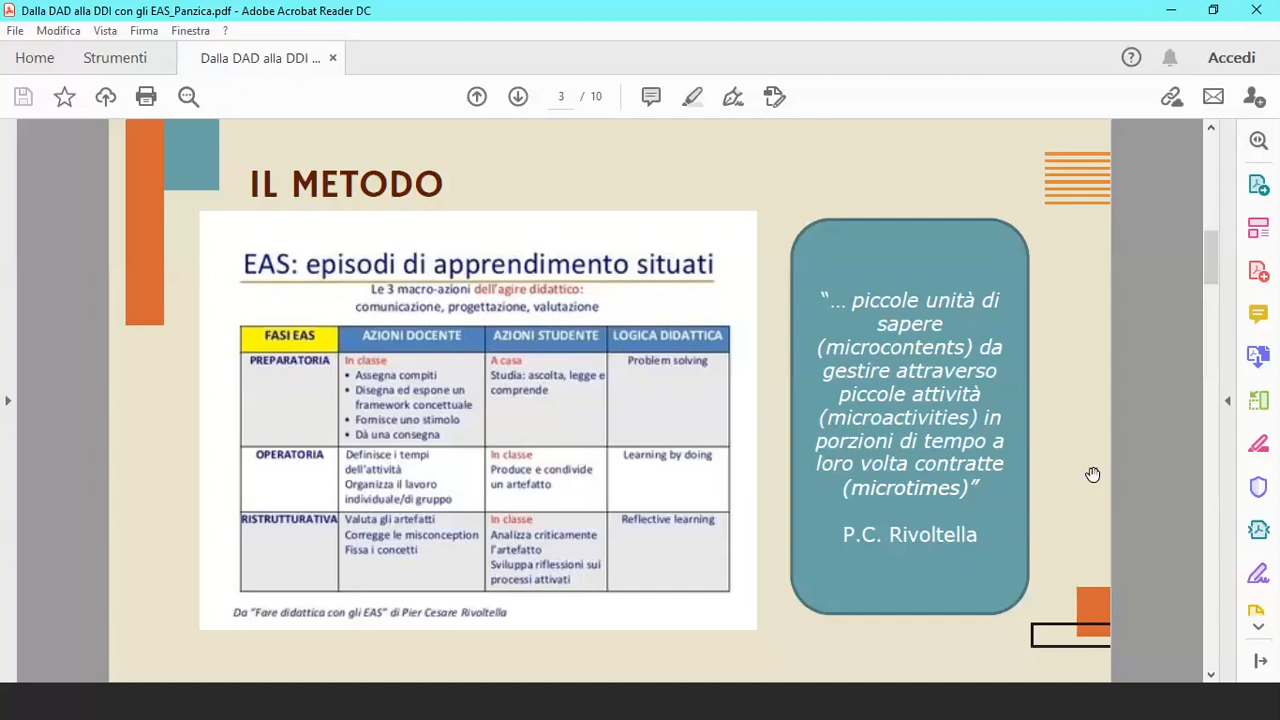 Dalla DAD alla DDI con gli EAS_Panzica.pdf - Adobe Acrobat Reader DC
File Modifica Vista Firma Finestra ?
Home Strumenti Dalla DAD alla DDI ... × Accedi
3 / 10
IL METODO
EAS: episodi di apprendimento situati
Le 3 macro-azioni dell'agire didattico:
comunicazione, progettazione, valutazione
FASI EAS AZIONI DOCENTE AZIONI STUDENTE LOGICA DIDATTICA
PREPARATORIA
In classe
• Assegna compiti
• Disegna ed espone un
framework concettuale
• Fornisce uno stimolo
• Dà una consegna
A casa
Studia: ascolta, legge e
comprende
Problem solving
OPERATORIA
Definisce i tempi
dell'attività
Organizza il lavoro
individuale/di gruppo
In classe
Produce e condivide
un artefatto
Learning by doing
RISTRUTTURATIVA
Valuta gli artefatti
Corregge le misconception
Fissa i concetti
In classe
Analizza criticamente
l'artefatto
Sviluppa riflessioni sui
processi attivati
Reflective learning
Da "Fare didattica con gli EAS" di Pier Cesare Rivoltella
"... piccole unità di
sapere
(microcontents) da
gestire attraverso
piccole attività
(microactivities) in
porzioni di tempo a
loro volta contratte
(microtimes)"
P.C. Rivoltella